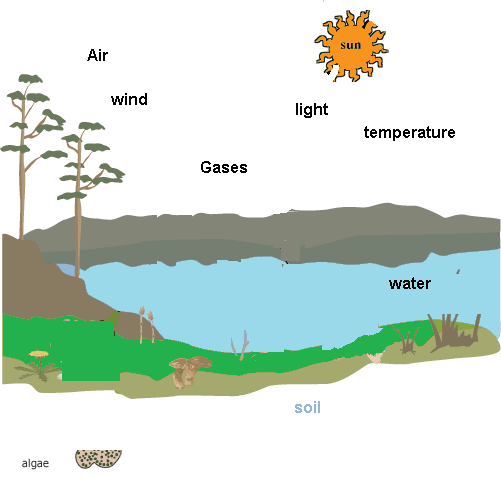 sun
Air
wind
light
temperature
Gases
water
soil
algae